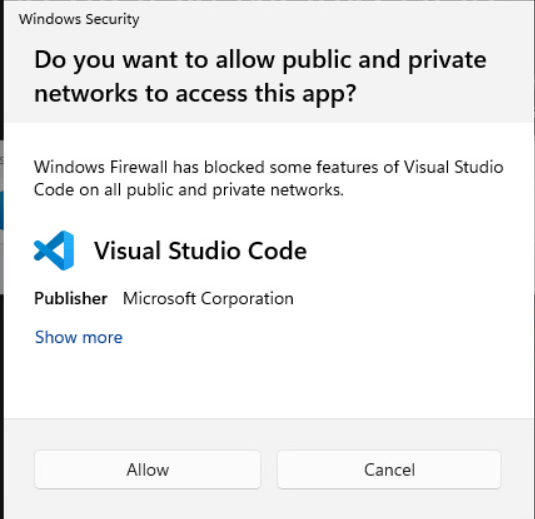 Windows Security
Do you want to allow public and private
networks to access this app?
Windows Firewall has blocked some features of Visual Studio
Code on all public and private networks.
Visual Studio Code
Publisher Microsoft Corporation
Show more
Allow Cancel